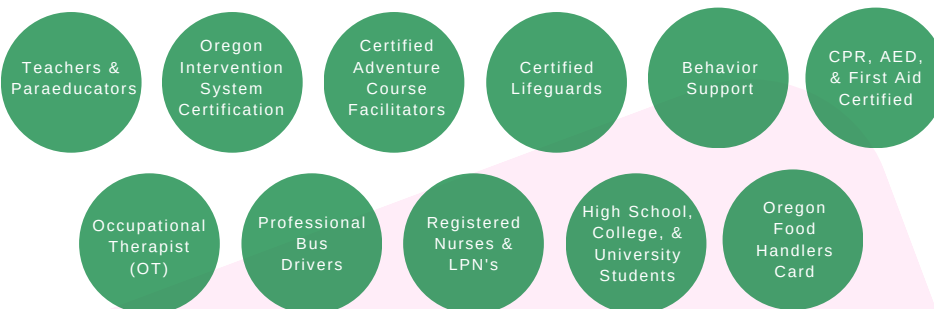 Teachers &
Paraeducators
Oregon
Intervention
System
Certification
Certified
Adventure
Course
Facilitators
Certified
Lifeguards
Behavior
Support
CPR, AED,
& First Aid
Certified
Occupational
Therapist
(OT)
Professional
Bus
Drivers
Registered
Nurses &
LPN's
High School,
College, &
University
Students
Oregon
Food
Handlers
Card